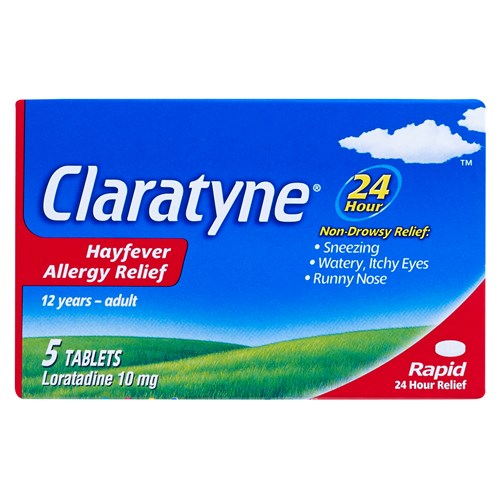 Claratyne®
24
Hour
Hayfever
Allergy Relief
12 years – adult
Non-Drowsy Relief:
• Sneezing
• Watery, Itchy Eyes
• Runny Nose
TM
5 TABLETS
Loratadine 10 mg
Rapid
24 Hour Relief